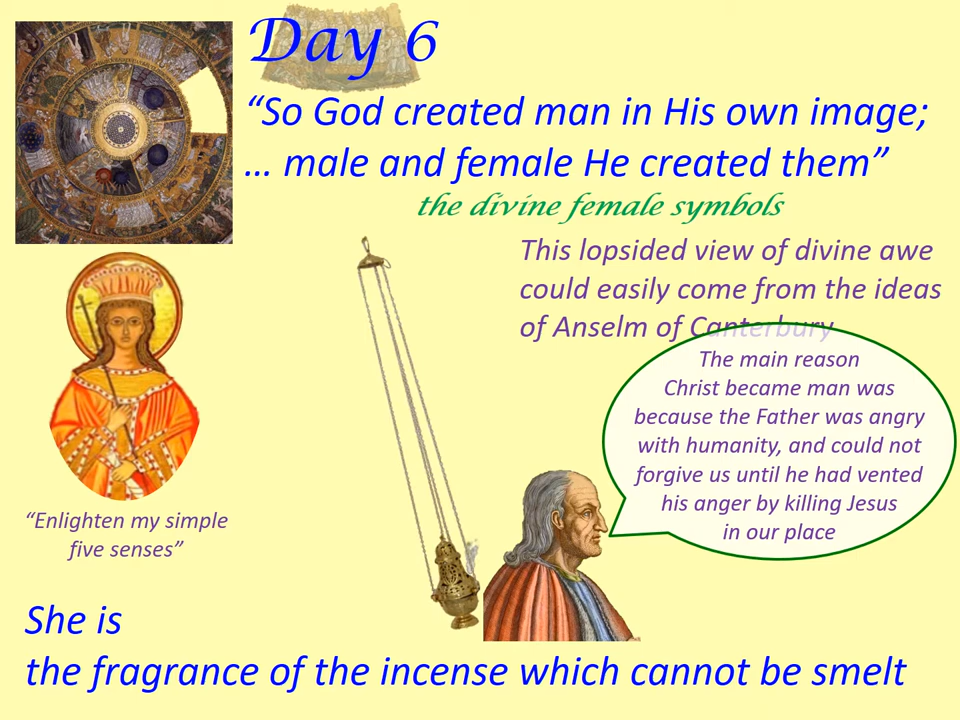 Day 6
“So God created man in His own image;
... male and female He created them”
the divine female symbols
This lopsided view of divine awe
could easily come from the ideas
of Anselm of Canterbury
The main reason
Christ became man was
because the Father was angry
with humanity, and could not
forgive us until he had vented
his anger by killing Jesus
in our place
“Enlighten my simple
five senses”
She is
the fragrance of the incense which cannot be smelt